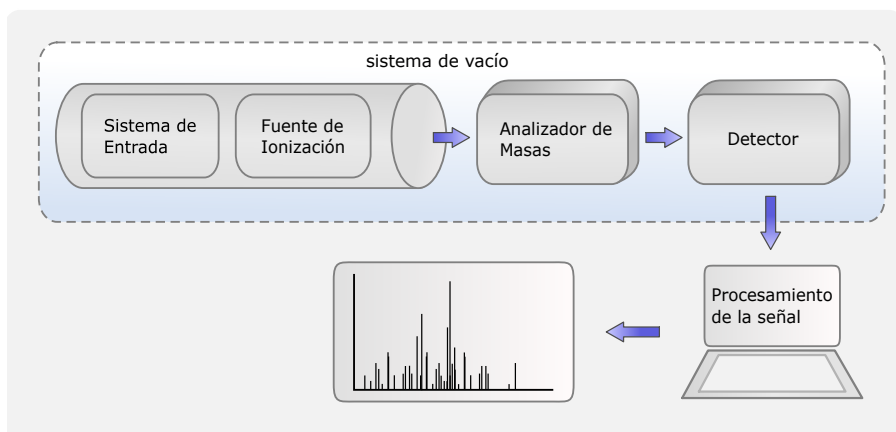 sistema de vacío
Sistema de
Entrada
Fuente de
Ionización
Analizador de
Masas
Detector
Procesamiento
de la señal